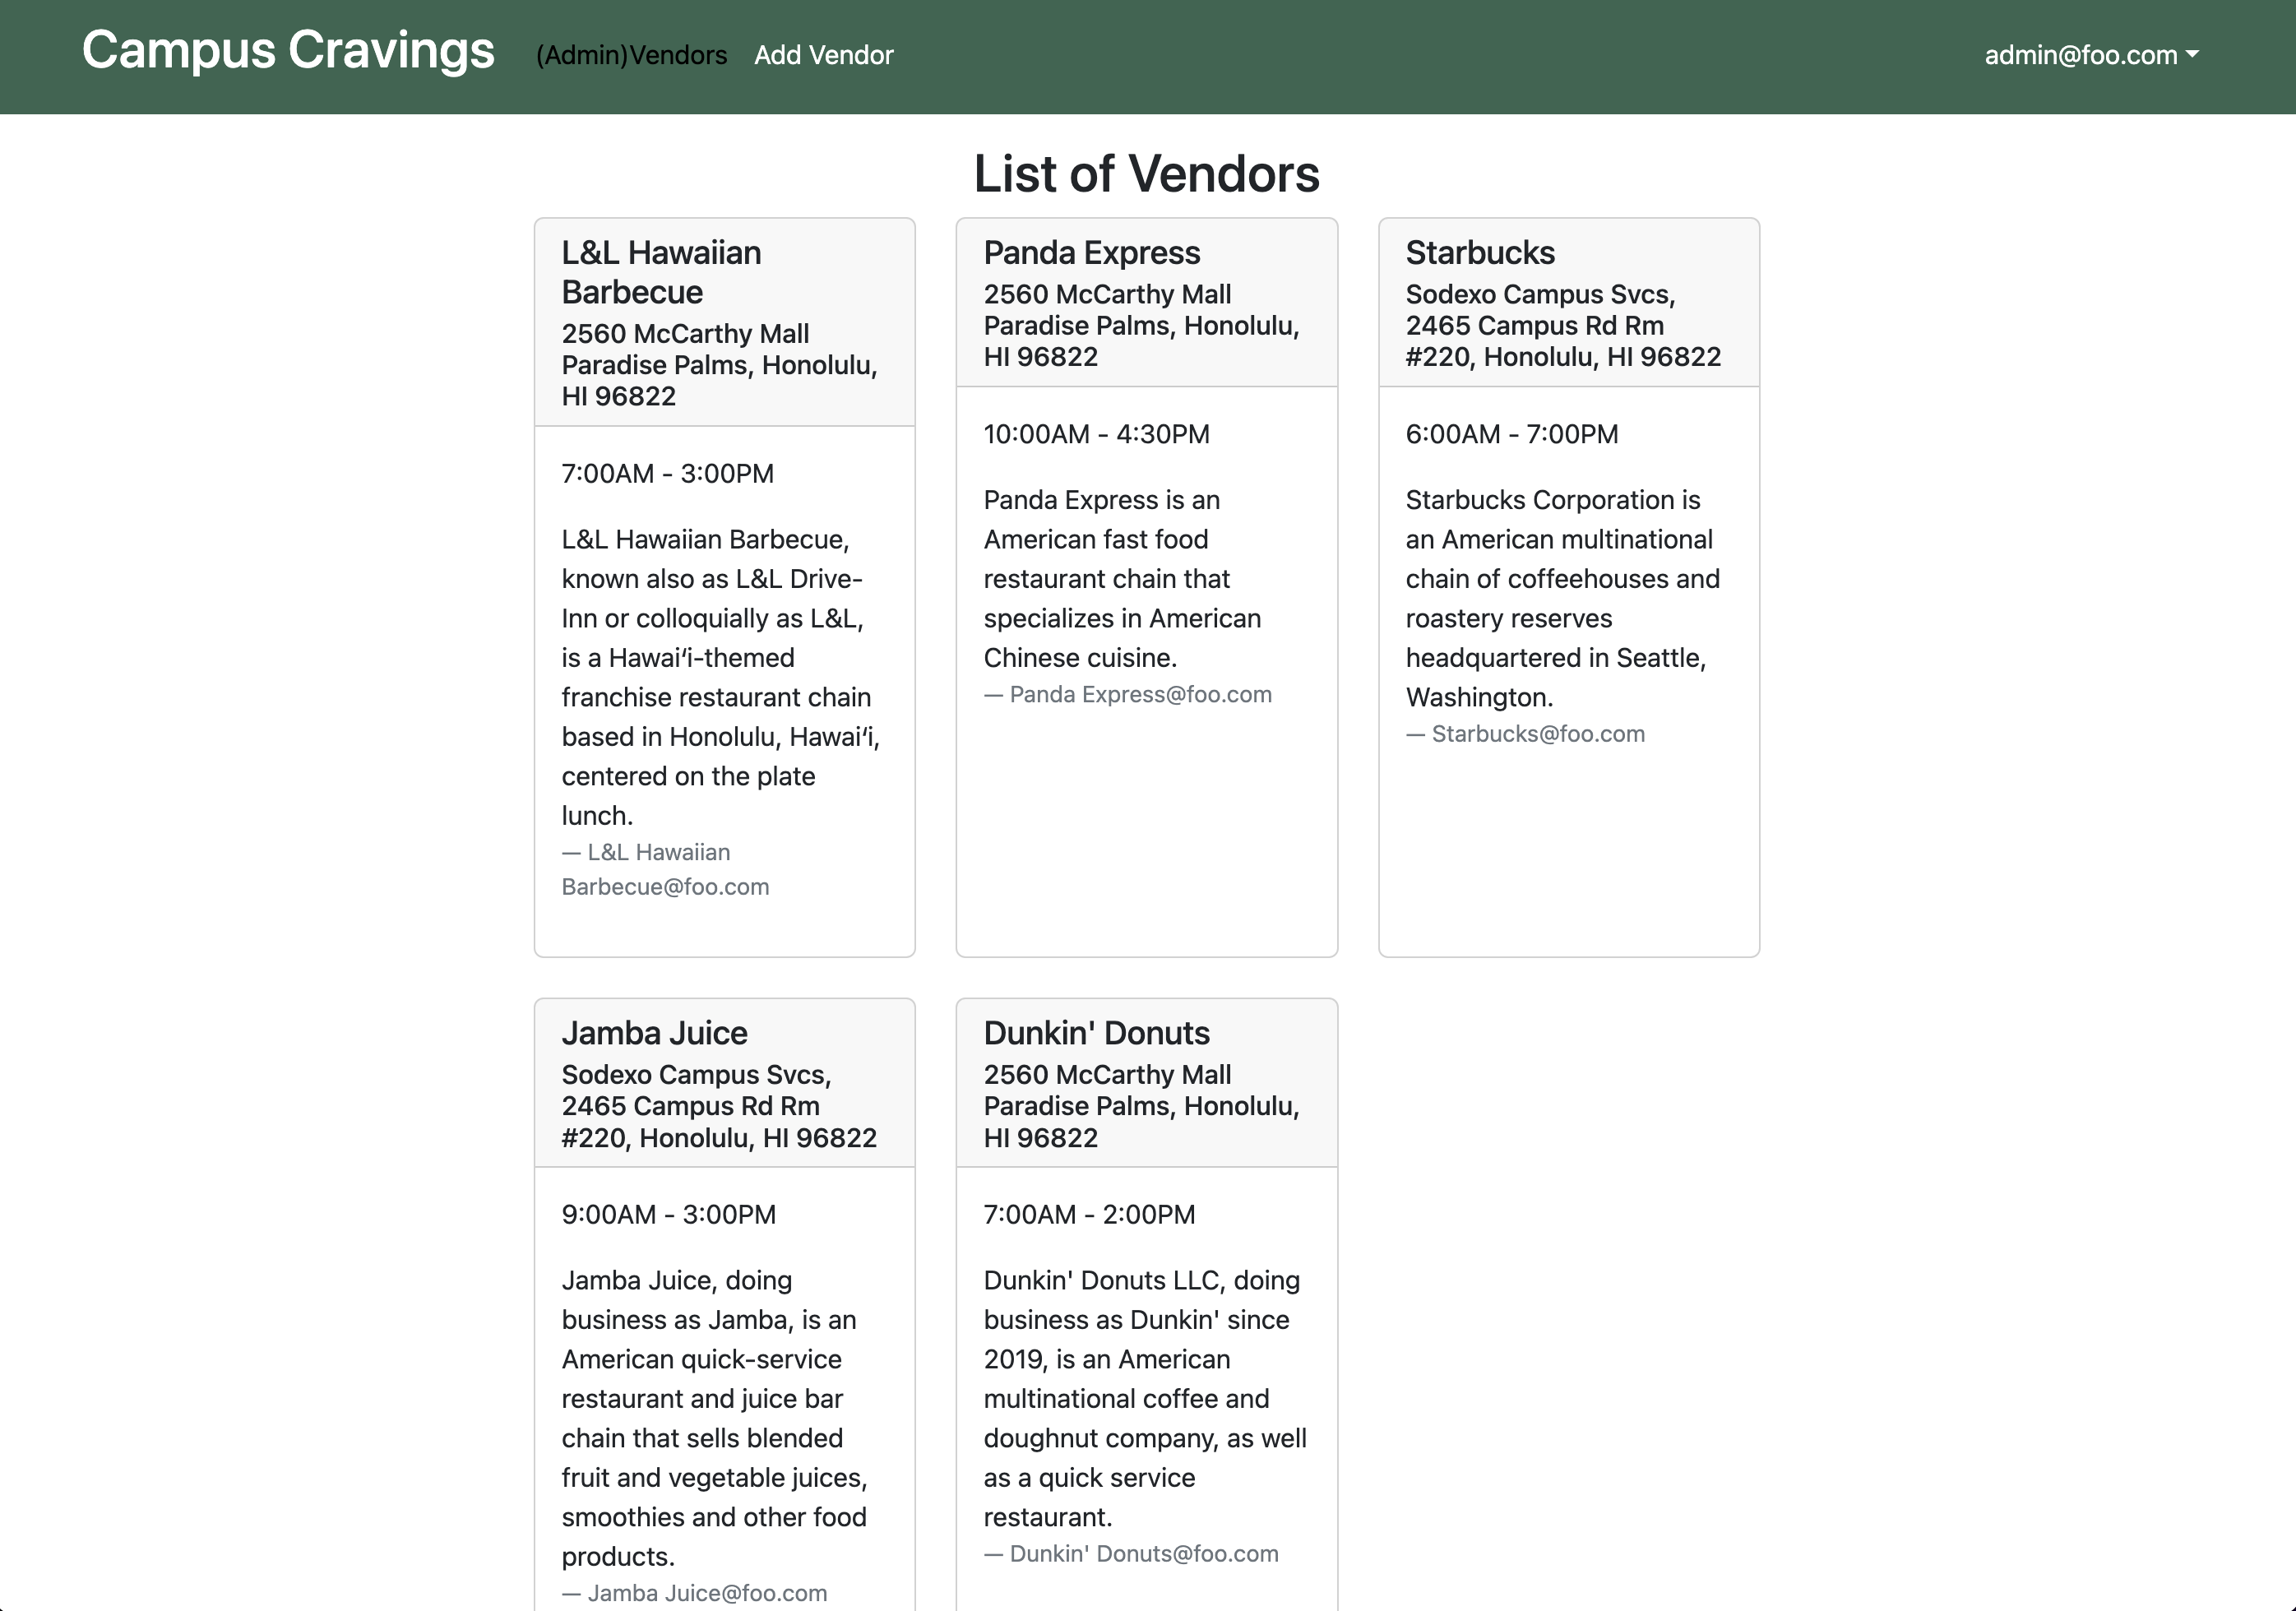 Campus Cravings (Admin)Vendors Add Vendor admin@foo.com
List of Vendors
L&L Hawaiian
Barbecue
2560 McCarthy Mall
Paradise Palms, Honolulu,
HI 96822
7:00AM - 3:00PM
L&L Hawaiian Barbecue,
known also as L&L Drive-
Inn or colloquially as L&L,
is a Hawaiʻi-themed
franchise restaurant chain
based in Honolulu, Hawaiʻi,
centered on the plate
lunch.
— L&L Hawaiian
Barbecue@foo.com
Panda Express
2560 McCarthy Mall
Paradise Palms, Honolulu,
HI 96822
10:00AM - 4:30PM
Panda Express is an
American fast food
restaurant chain that
specializes in American
Chinese cuisine.
— Panda Express@foo.com
Starbucks
Sodexo Campus Svcs,
2465 Campus Rd Rm
#220, Honolulu, HI 96822
6:00AM - 7:00PM
Starbucks Corporation is
an American multinational
chain of coffeehouses and
roastery reserves
headquartered in Seattle,
Washington.
— Starbucks@foo.com
Jamba Juice
Sodexo Campus Svcs,
2465 Campus Rd Rm
#220, Honolulu, HI 96822
9:00AM - 3:00PM
Jamba Juice, doing
business as Jamba, is an
American quick-service
restaurant and juice bar
chain that sells blended
fruit and vegetable juices,
smoothies and other food
products.
— Jamba Juice@foo.com
Dunkin' Donuts
2560 McCarthy Mall
Paradise Palms, Honolulu,
HI 96822
7:00AM - 2:00PM
Dunkin' Donuts LLC, doing
business as Dunkin' since
2019, is an American
multinational coffee and
doughnut company, as well
as a quick service
restaurant.
— Dunkin' Donuts@foo.com